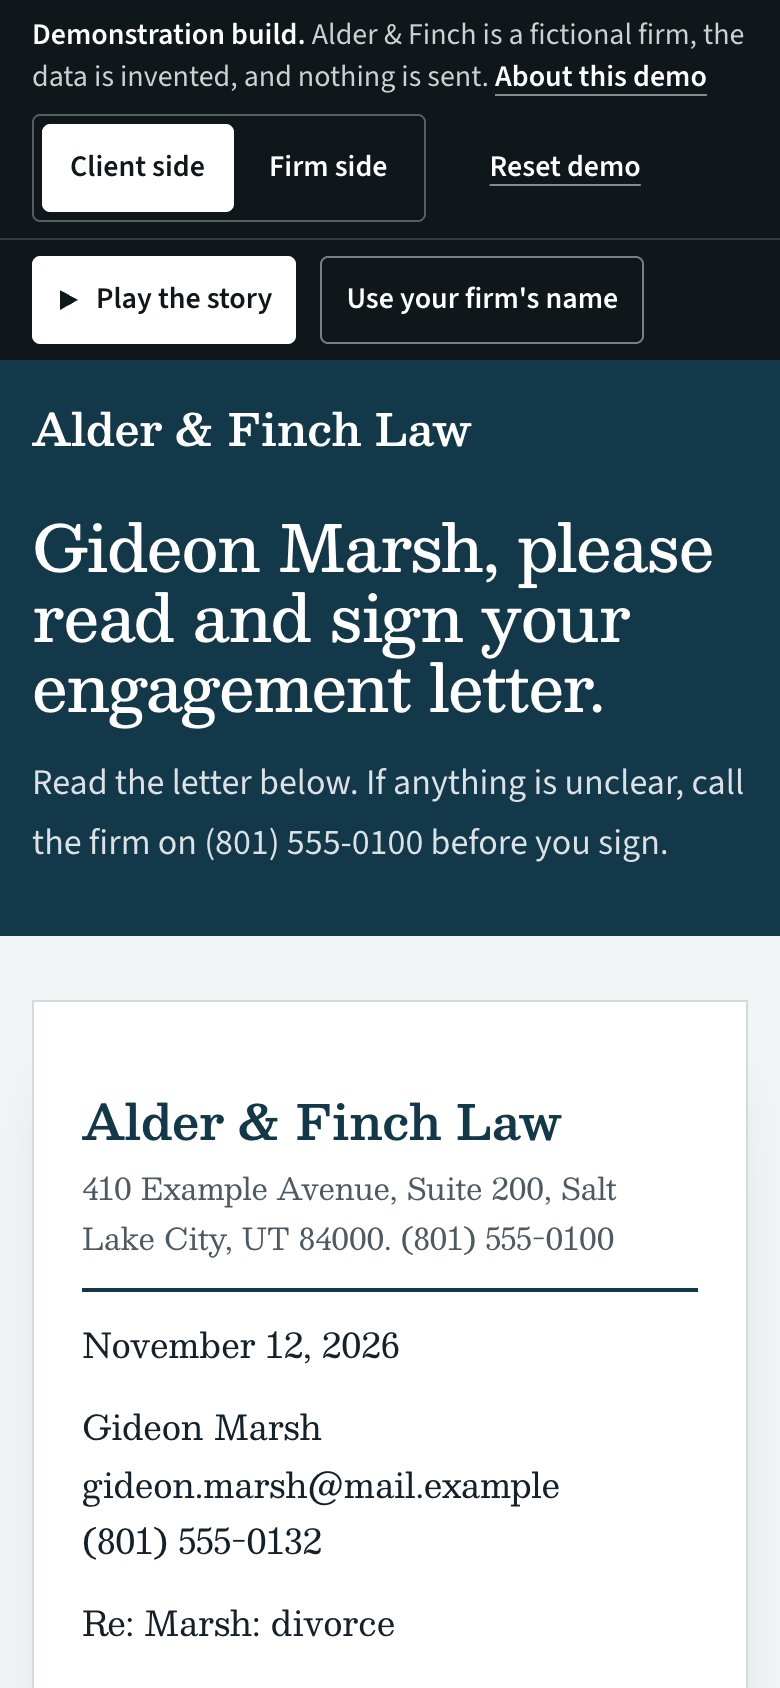 Demonstration build. Alder & Finch is a fictional firm, the
data is invented, and nothing is sent. About this demo
Client side Firm side Reset demo
Play the story Use your firm's name
Alder & Finch Law
Gideon Marsh, please
read and sign your
engagement letter.
Read the letter below. If anything is unclear, call
the firm on (801) 555-0100 before you sign.
Alder & Finch Law
410 Example Avenue, Suite 200, Salt
Lake City, UT 84000. (801) 555-0100
November 12, 2026
Gideon Marsh
gideon.marsh@mail.example
(801) 555-0132
Re: Marsh: divorce